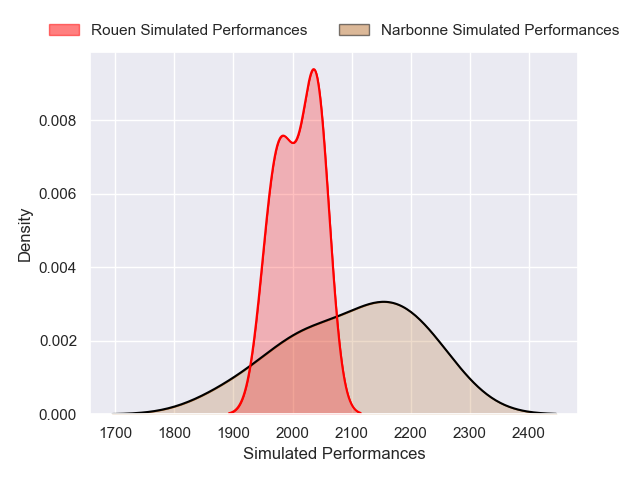 Rouen Simulated Performances
Narbonne Simulated Performances
0.008
0.006
0.004
0.002
0.000
Density
1700 1800 1900 2000 2100 2200 2300 2400
Simulated Performances